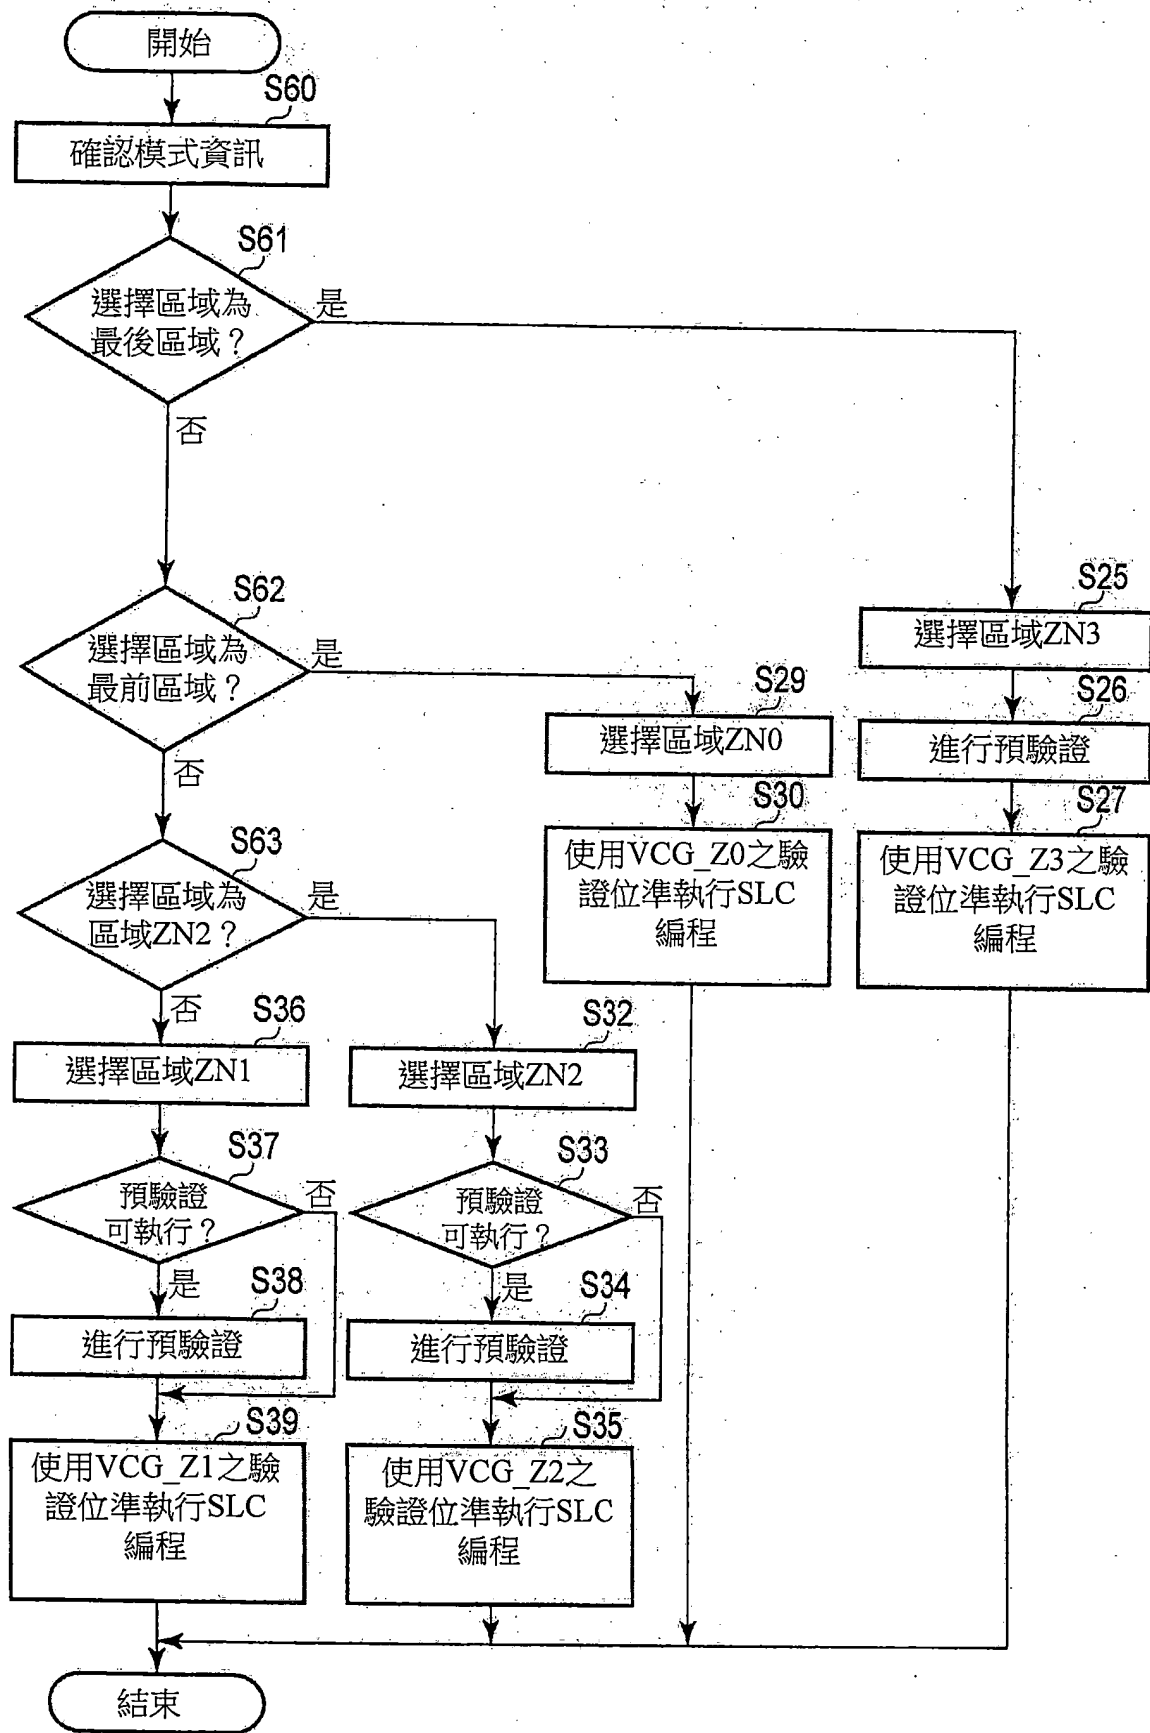 開始
S60
確認模式資訊
S61
選擇區域為
最後區域？
是
否
S62
選擇區域為
最前區域？
是
否
S25
選擇區域ZN3
S29
選擇區域ZN0
S26
進行預驗證
S30
使用VCG_Z0之驗
證位準執行SLC
編程
S27
使用VCG_Z3之驗
證位準執行SLC
編程
S63
選擇區域為
區域ZN2？
是
否
S36
選擇區域ZN1
S32
選擇區域ZN2
S37
預驗證
可執行？
否
是
S33
預驗證
可執行？
否
是
S38
進行預驗證
S34
進行預驗證
S39
使用VCG_Z1之驗
證位準執行SLC
編程
S35
使用VCG_Z2之
驗證位準執行SLC
編程
結束